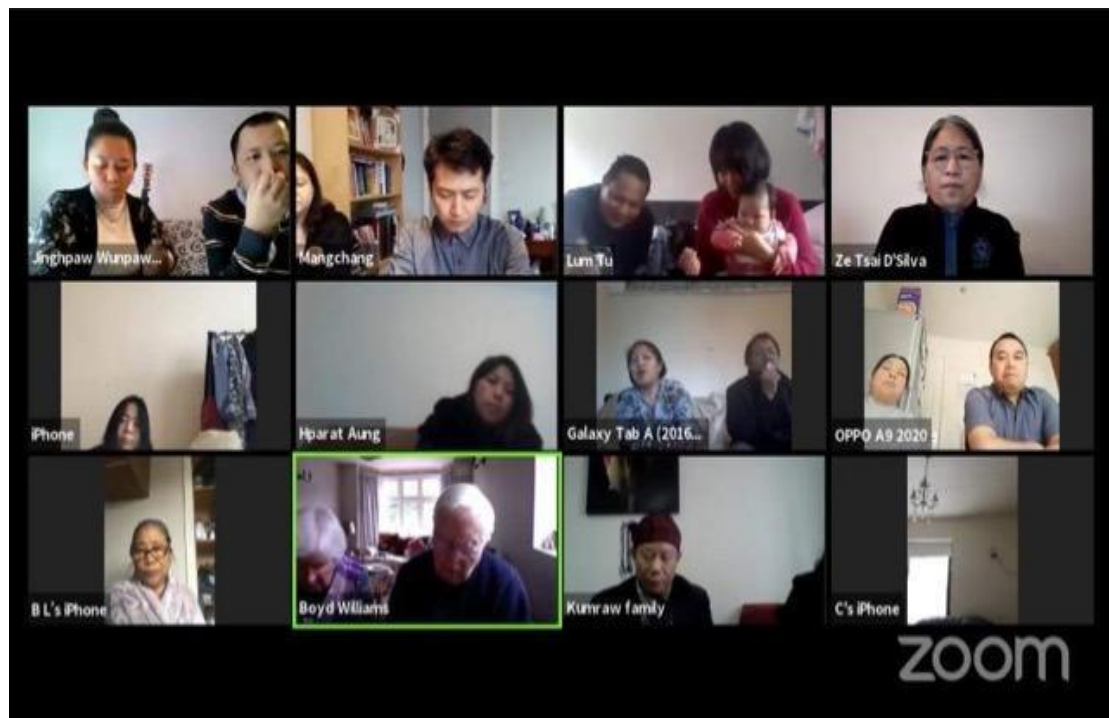 Jinghpaw Wunpaw...
Mangchang
Lum Tu
Ze Tsai D'Silva
iPhone
Hparat Aung
Galaxy Tab A (2016...
OPPO A9 2020
B L's iPhone
Boyd Williams
Kumraw family
C's iPhone
zoom